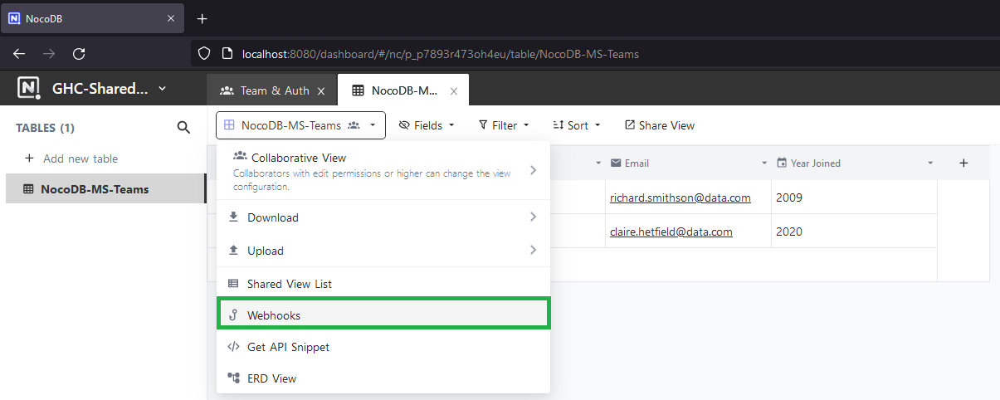 NocoDB
localhost:8080/dashboard/#/nc/p_p7893r473oh4eu/table/NocoDB-MS-Teams
N GHC-Shared...
Team & Auth
NocoDB-M...
TABLES (1)
NocoDB-MS-Teams
Fields
Filter
Sort
Share View
Add new table
NocoDB-MS-Teams
Collaborative View
Collaborators with edit permissions or higher can change the view
configuration.
Download
Upload
Shared View List
Webhooks
Get API Snippet
ERD View
Email
Year Joined
richard.smithson@data.com
2009
claire.hetfield@data.com
2020